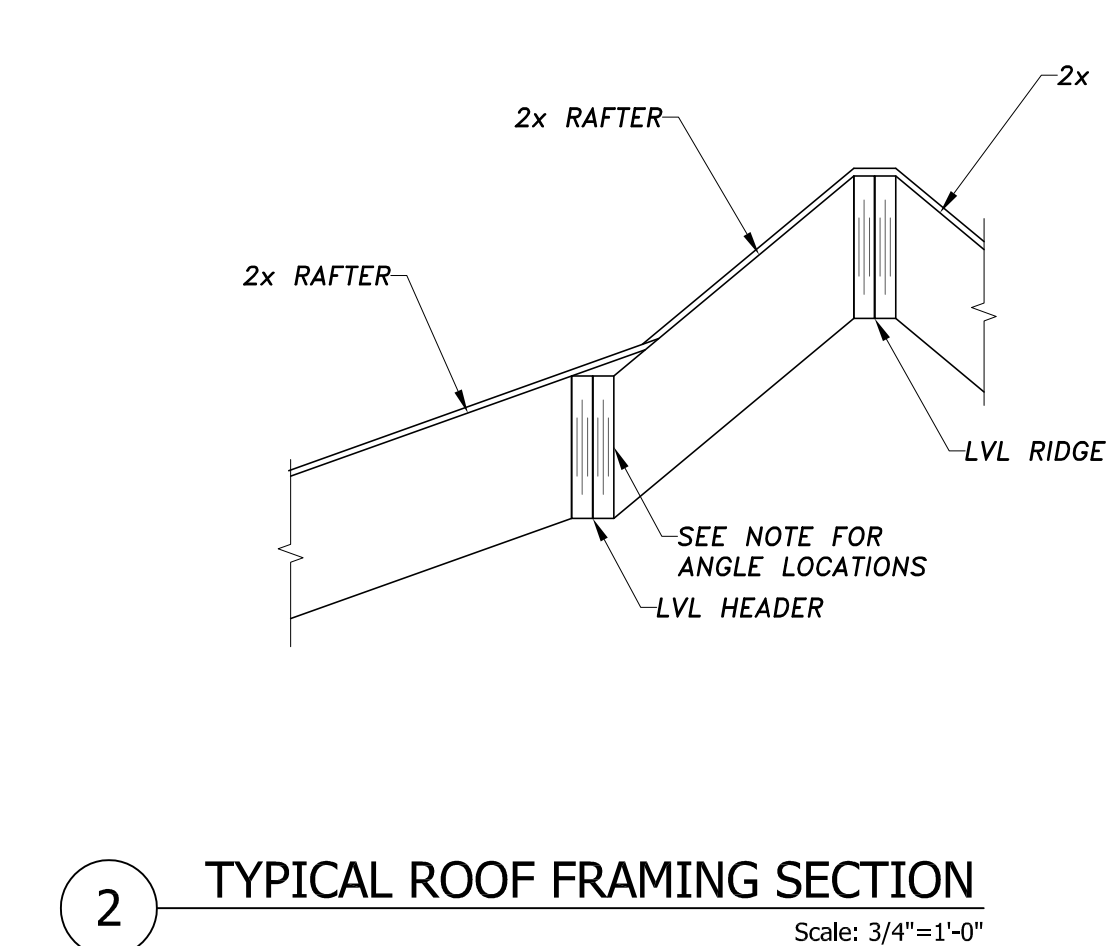 2x
2x RAFTER
2x RAFTER
LVL RIDGE
SEE NOTE FOR
ANGLE LOCATIONS
LVL HEADER
2
TYPICAL ROOF FRAMING SECTION
Scale: 3/4"=1'-0"